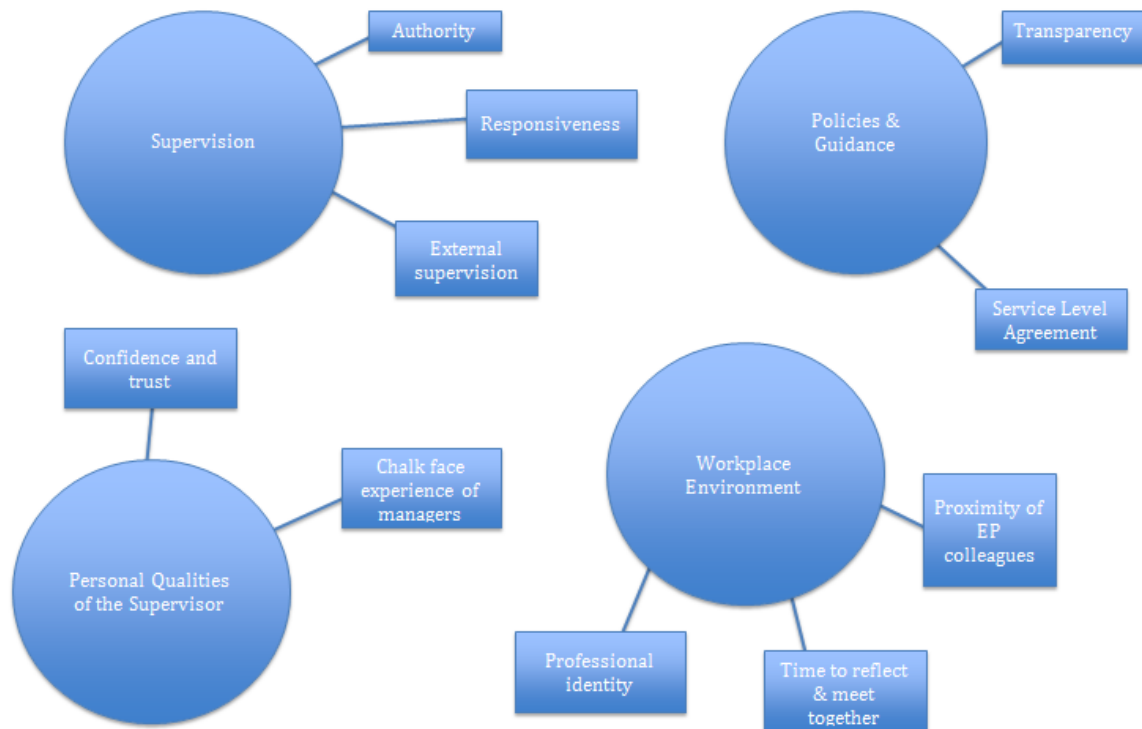 Authority
Supervision
Responsiveness
External
supervision
Transparency
Policies &
Guidance
Service Level
Agreement
Confidence and
trust
Chalk face
experience of
managers
Personal Qualities
of the Supervisor
Workplace
Environment
Proximity of
EP
colleagues
Professional
identity
Time to reflect
& meet
together